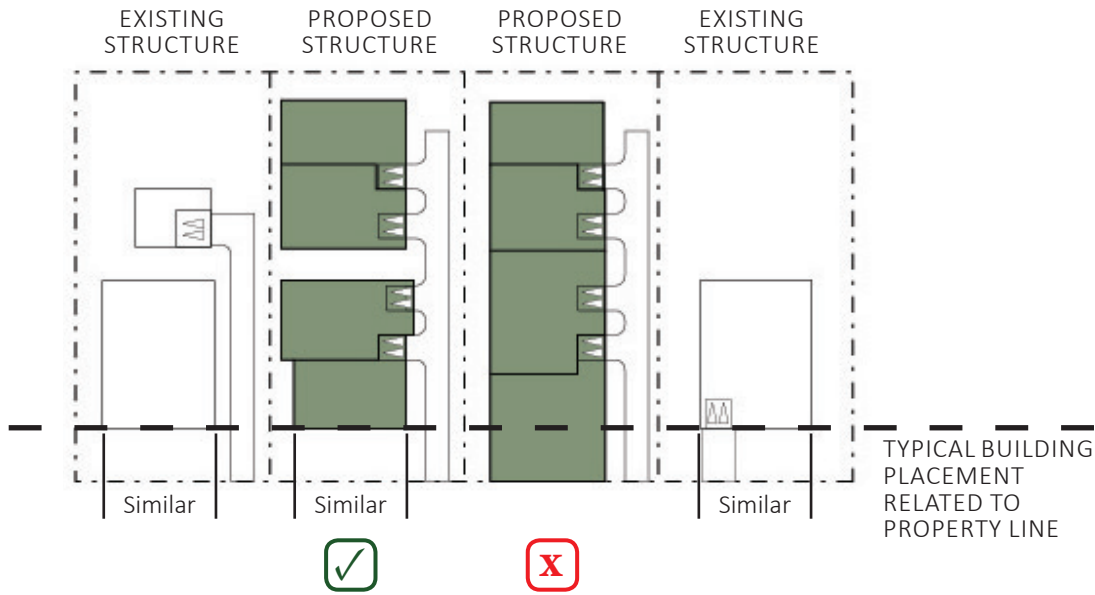 EXISTING
STRUCTURE
PROPOSED
STRUCTURE
PROPOSED
STRUCTURE
EXISTING
STRUCTURE
TYPICAL BUILDING
PLACEMENT
RELATED TO
PROPERTY LINE
Similar
Similar
Similar
X